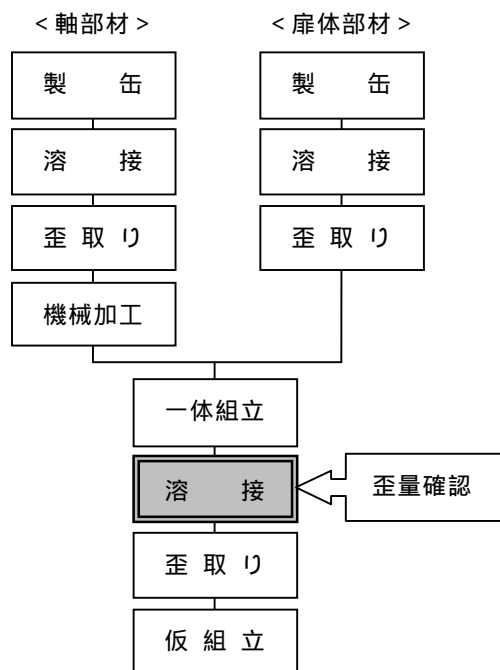 ＜軸部材＞
＜扉体部材＞
製　缶
製　缶
溶　接
溶　接
歪 取 り
歪 取 り
機械加工
一体組立
溶　接
歪量確認
歪 取 り
仮 組 立